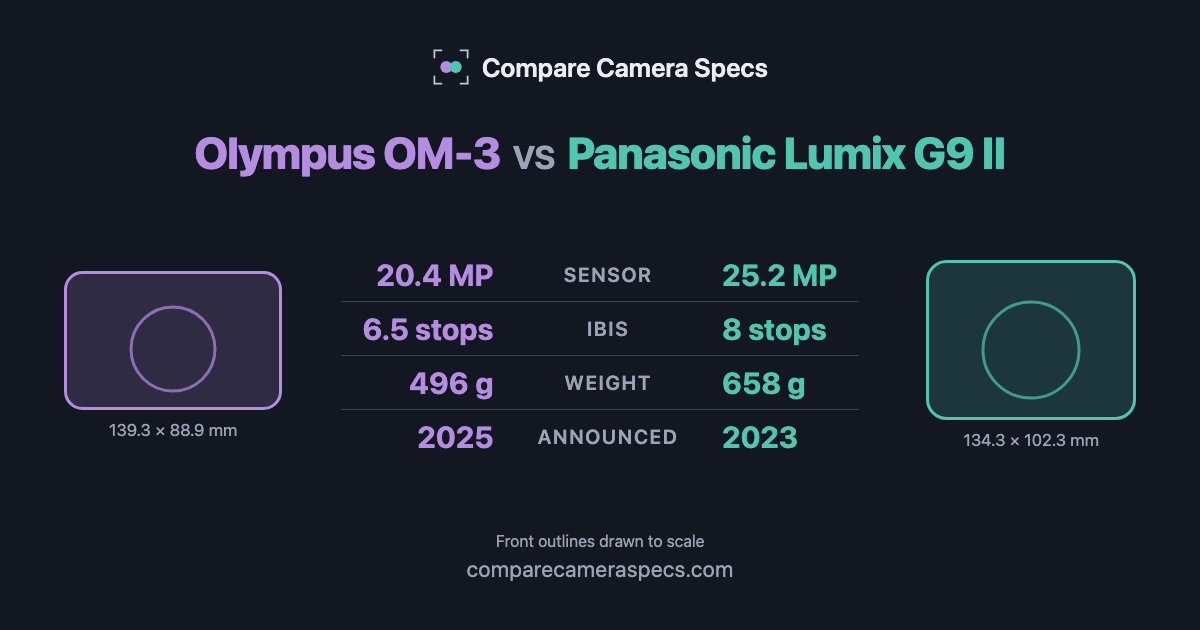 Compare Camera Specs
Olympus OM-3 vs Panasonic Lumix G9 II
20.4 MP SENSOR 25.2 MP
6.5 stops IBIS 8 stops
496 g WEIGHT 658 g
2025 ANNOUNCED 2023
139.3 × 88.9 mm
134.3 × 102.3 mm
Front outlines drawn to scale
comparecameraspecs.com